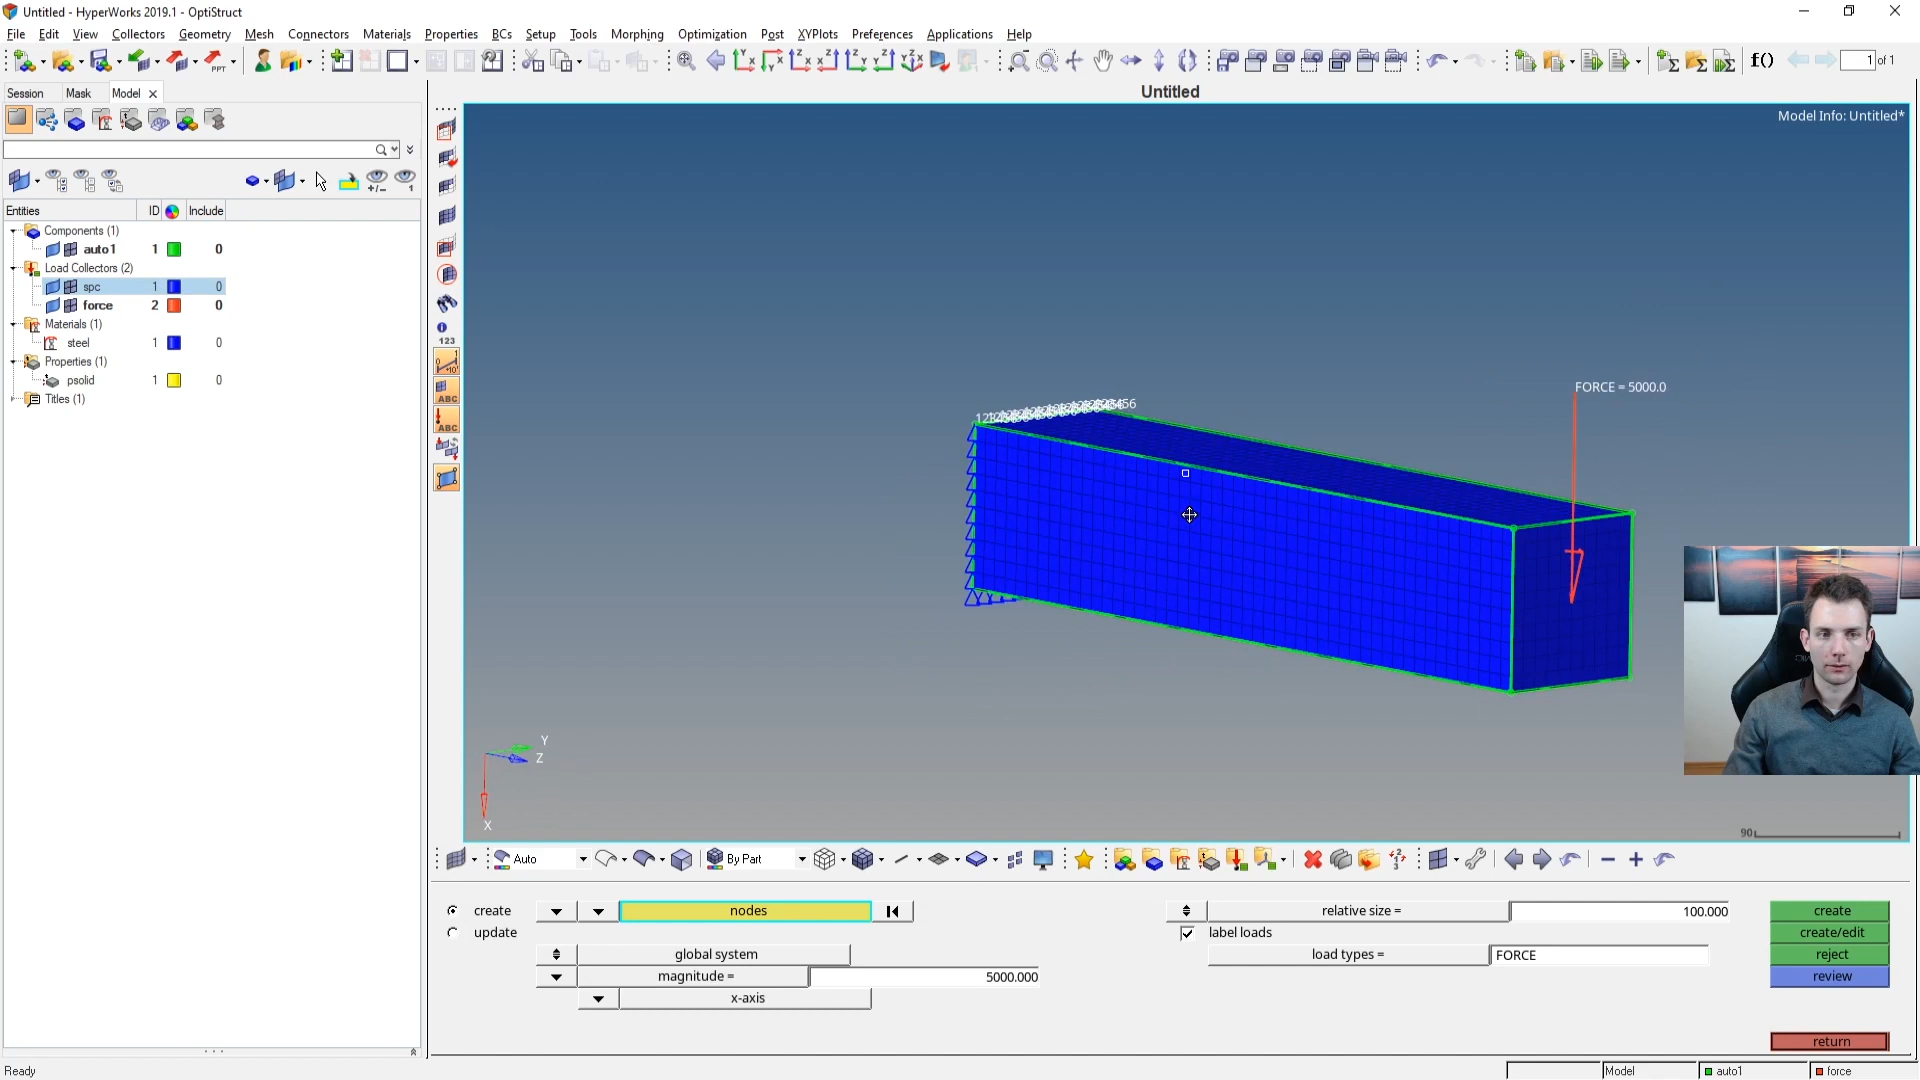 Untitled - HyperWorks 2019.1 - OptiStruct
File Edit View Collectors Geometry Mesh Connectors Materials Properties BCs Setup Tools Morphing Optimization Post XYPlots Preferences Applications Help
f() 1 of 1
Session Mask Model
Untitled
Model Info: Untitled*
Entities ID Include
Components (1)
auto1 1 0
Load Collectors (2)
spc 1 0
force 2 0
Materials (1)
steel 1 0
Properties (1)
psolid 1 0
Titles (1)
123
ABC
ABC
FORCE = 5000.0
Y
Z
X
90
Auto By Part
create nodes relative size = 100.000 create
update label loads create/edit
global system load types = FORCE reject
magnitude = 5000.000 review
x-axis
return
Ready Model auto1 force